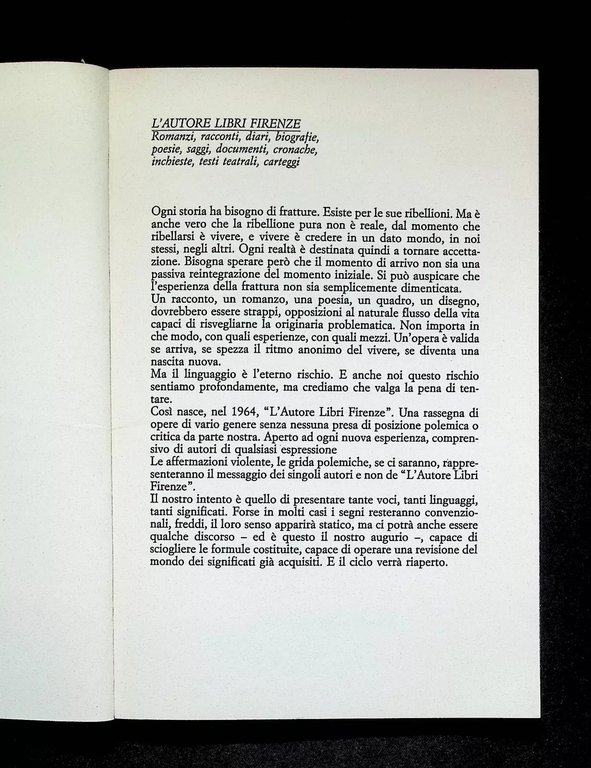 L'AUTORE LIBRI FIRENZE
Romanzi, racconti, diari, biografie,
poesie, saggi, documenti, cronache,
inchieste, testi teatrali, carteggi
Ogni storia ha bisogno di fratture. Esiste per le sue ribellioni. Ma è
anche vero che la ribellione pura non è reale, dal momento che
ribellarsi è vivere, e vivere è credere in un dato mondo, in noi
stessi, negli altri. Ogni realtà è destinata quindi a tornare accetta-
zione. Bisogna sperare però che il momento di arrivo non sia una
passiva reintegrazione del momento iniziale. Si può auspicare che
l'esperienza della frattura non sia semplicemente dimenticata.
Un racconto, un romanzo, una poesia, un quadro, un disegno,
dovrebbero essere strappi, opposizioni al naturale flusso della vita
capaci di risvegliarne la originaria problematica. Non importa in
che modo, con quali esperienze, con quali mezzi. Un'opera è valida
se arriva, se spezza il ritmo anonimo del vivere, se diventa una
nascita nuova.
Ma il linguaggio è l'eterno rischio. E anche noi questo rischio
sentiamo profondamente, ma crediamo che valga la pena di ten-
tare.
Così nasce, nel 1964, "L'Autore Libri Firenze". Una rassegna di
opere di vario genere senza nessuna presa di posizione polemica o
critica da parte nostra. Aperto ad ogni nuova esperienza, compren-
sivo di autori di qualsiasi espressione
Le affermazioni violente, le grida polemiche, se ci saranno, rappre-
senteranno il messaggio dei singoli autori e non de "L'Autore Libri
Firenze".
Il nostro intento è quello di presentare tante voci, tanti linguaggi,
tanti significati. Forse in molti casi i segni resteranno convenzio-
nali, freddi, il loro senso apparirà statico, ma ci potrà anche essere
qualche discorso – ed è questo il nostro augurio –, capace di
sciogliere le formule costituite, capace di operare una revisione del
mondo dei significati già acquisiti. E il ciclo verrà riaperto.